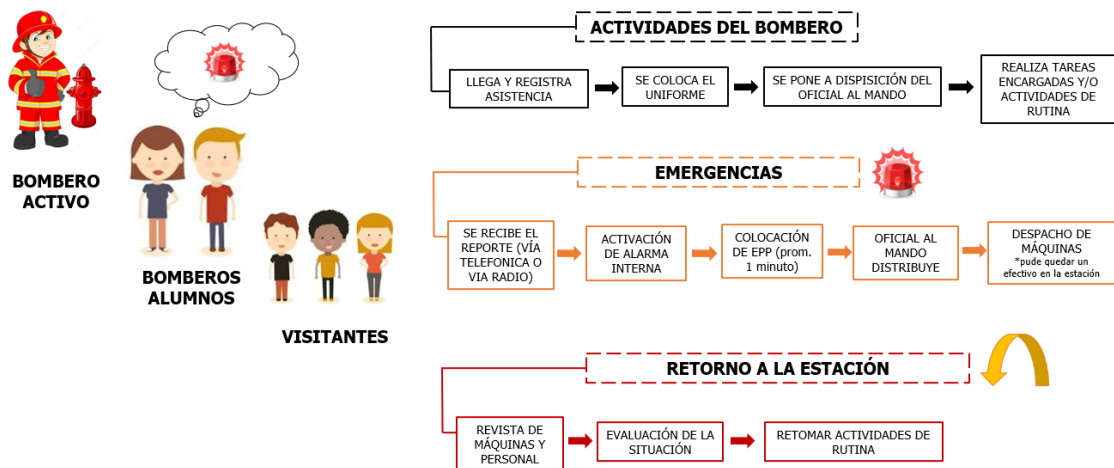 BOMBERO
ACTIVO
BOMBEROS
ALUMNOS
VISITANTES
ACTIVIDADES DEL BOMBERO
LLEGA Y REGISTRA
ASISTENCIA
SE COLOCA EL
UNIFORME
SE PONE A DISPISICIÓN DEL
OFICIAL AL MANDO
REALIZA TAREAS
ENCARGADAS Y/O
ACTIVIDADES DE
RUTINA
EMERGENCIAS
SE RECIBE EL
REPORTE (VÍA
TELEFONICA O
VIA RADIO)
ACTIVACIÓN
DE ALARMA
INTERNA
COLOCACIÓN
DE EPP (prom.
1 minuto)
OFICIAL AL
MANDO
DISTRIBUYE
DESPACHO DE
MÁQUINAS
*pude quedar un
efectivo en la estación
RETORNO A LA ESTACIÓN
REVISTA DE
MÁQUINAS Y
PERSONAL
EVALUACIÓN DE LA
SITUACIÓN
RETOMAR ACTIVIDADES DE
RUTINA